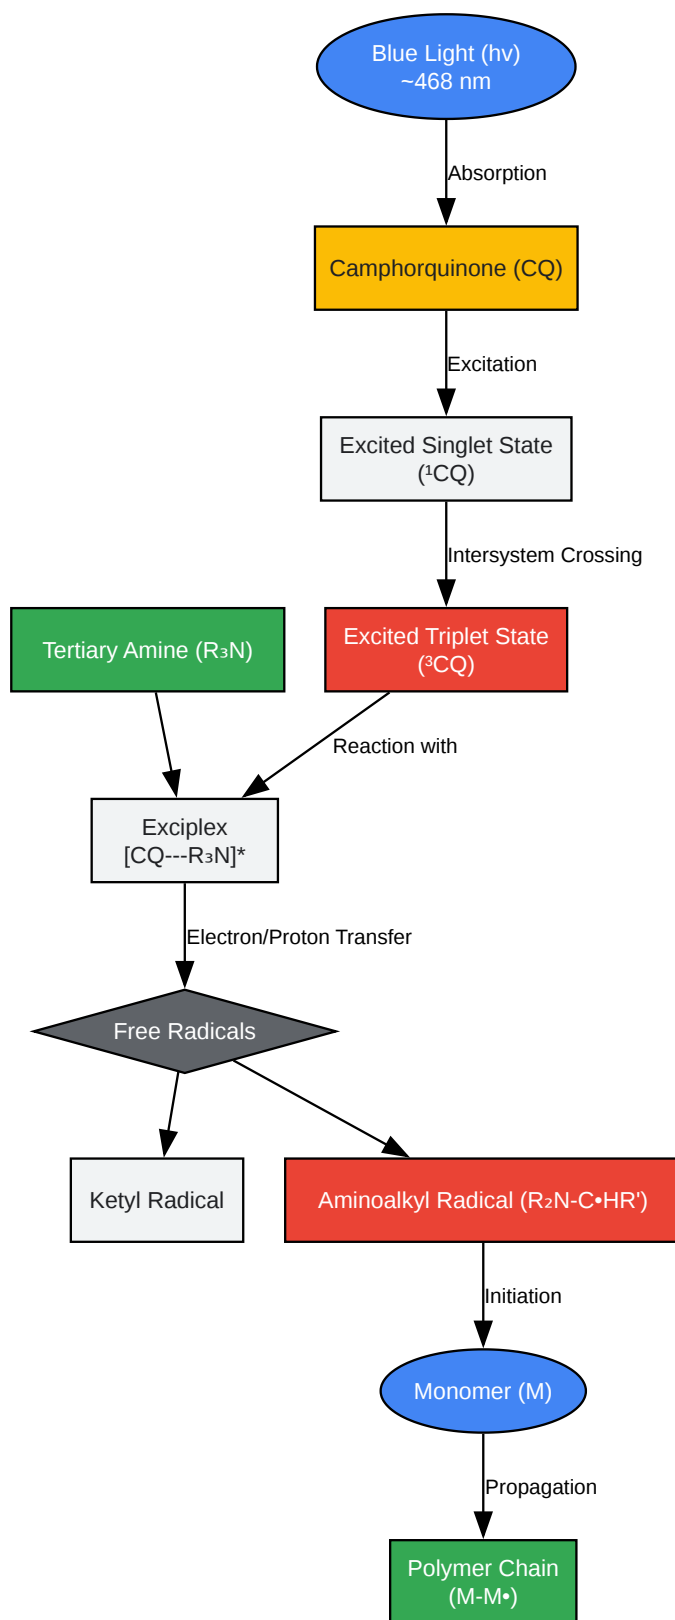 Blue Light (hv)
~468 nm
Absorption
Camphorquinone (CQ)
Excitation
Excited Singlet State
(¹CQ)
Intersystem Crossing
Tertiary Amine (R₃N)
Excited Triplet State
(³CQ)
Reaction with
Exciplex
[CQ---R₃N]*
Electron/Proton Transfer
Free Radicals
Ketyl Radical
Aminoalkyl Radical (R₂N-C•HR')
Initiation
Monomer (M)
Propagation
Polymer Chain
(M-M•)